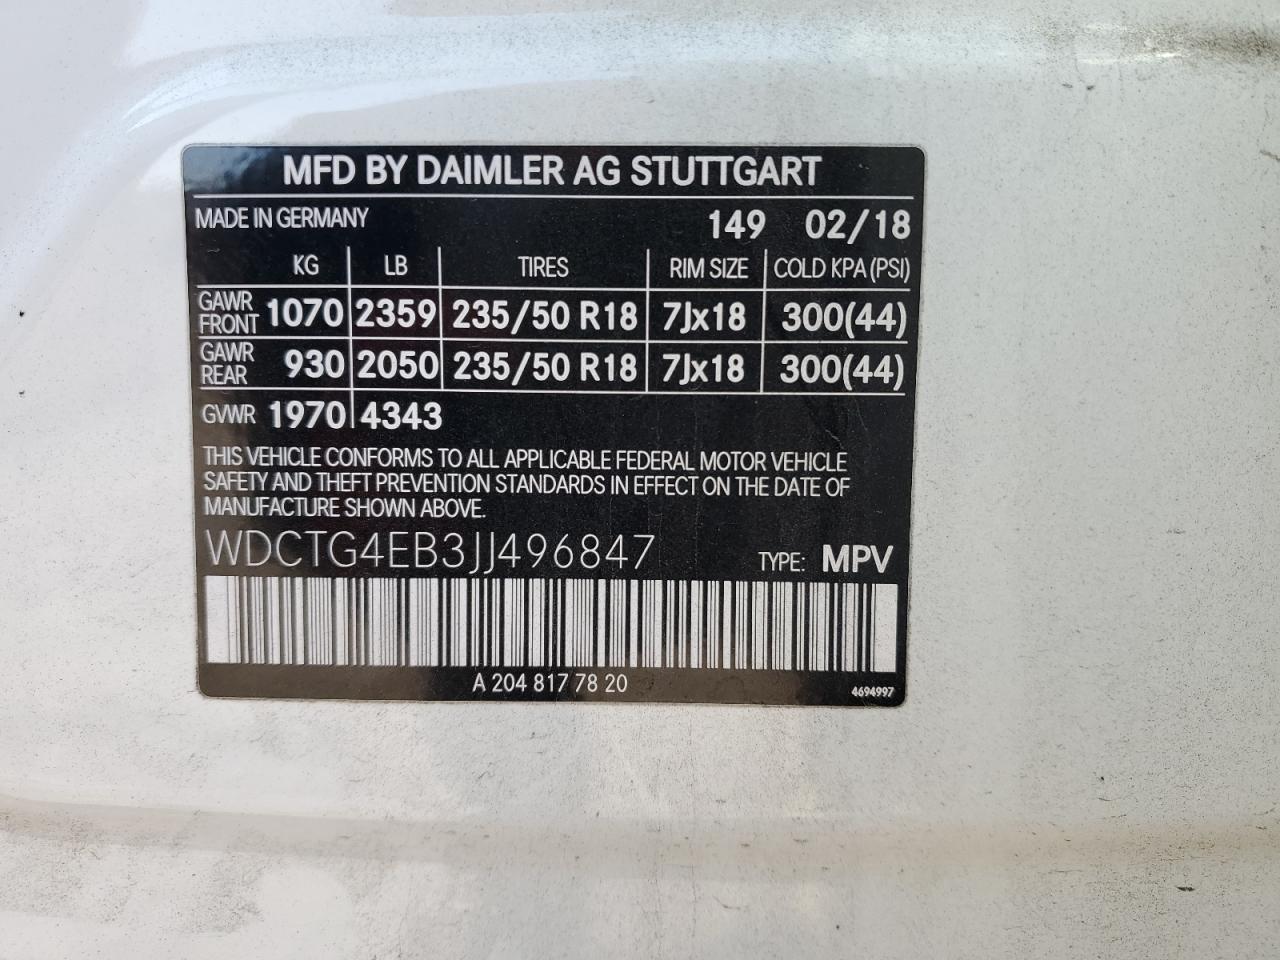 MFD BY DAIMLER AG STUTTGART
MADE IN GERMANY 149 02/18
KG LB TIRES RIM SIZE COLD KPA (PSI)
GAWR FRONT 1070 2359 235/50 R18 7Jx18 300(44)
GAWR REAR 930 2050 235/50 R18 7Jx18 300(44)
GVWR 1970 4343
THIS VEHICLE CONFORMS TO ALL APPLICABLE FEDERAL MOTOR VEHICLE
SAFETY AND THEFT PREVENTION STANDARDS IN EFFECT ON THE DATE OF
MANUFACTURE SHOWN ABOVE.
WDCTG4EB3JJ496847 TYPE: MPV
A 204 817 78 20 4694997